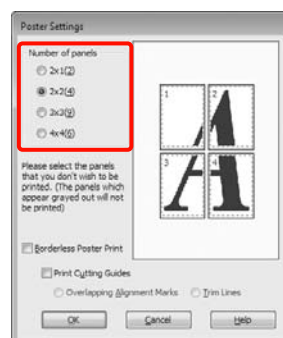 Poster Settings
Number of panels
2x1(2)
2x2(4)
3x3(9)
4x4(6)
1 2
3 4
Please select the panels
that you don't wish to be
printed. (The panels which
appear grayed out will not
be printed)
Borderless Poster Print
Print Cutting Guides
Overlapping Alignment Marks Trim Lines
OK Cancel Help